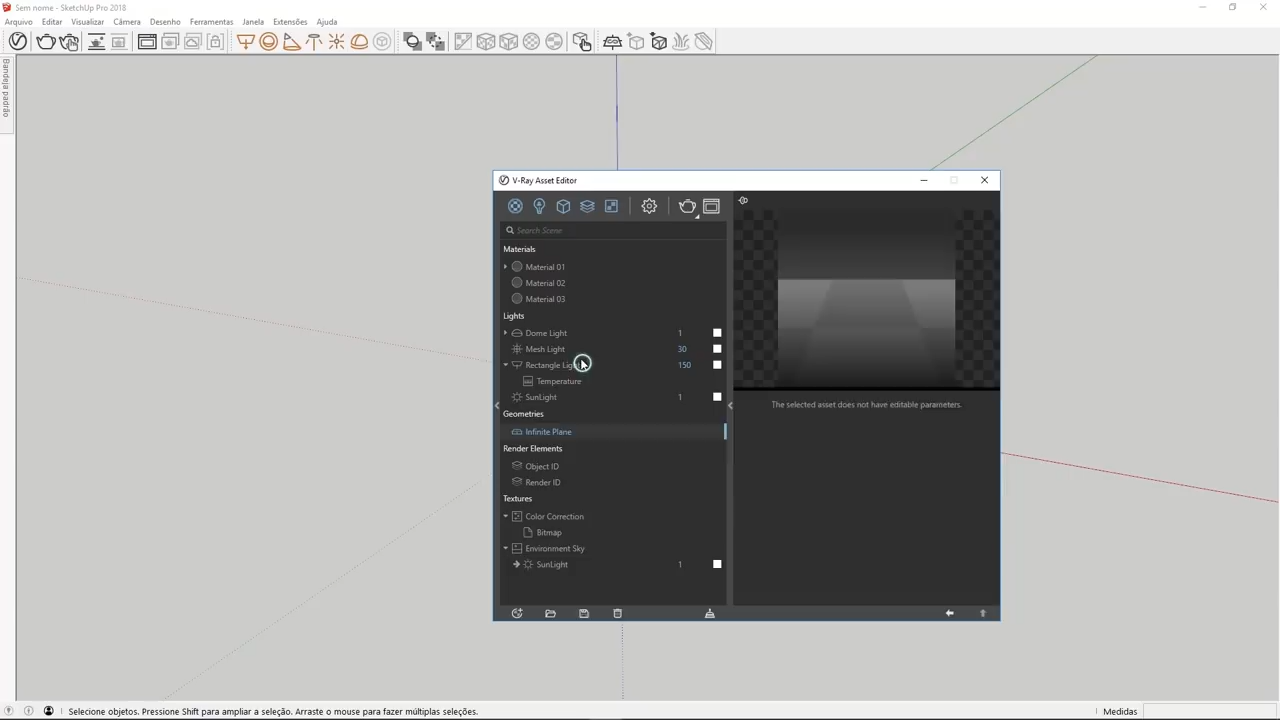 Sem nome - SketchUp Pro 2018
Arquivo Editar Visualizar Câmera Desenho Ferramentas Janela Extensões Ajuda
Bandeja padrão
V-Ray Asset Editor
Search Scene
Materials
Material 01
Material 02
Material 03
Lights
Dome Light 1
Mesh Light 30
Rectangle Light 150
Temperature
SunLight 1
Geometries
Infinite Plane
Render Elements
Object ID
Render ID
Textures
Color Correction
Bitmap
Environment Sky
SunLight 1
The selected asset does not have editable parameters.
Selecione objetos. Pressione Shift para ampliar a seleção. Arraste o mouse para fazer múltiplas seleções.
Medidas